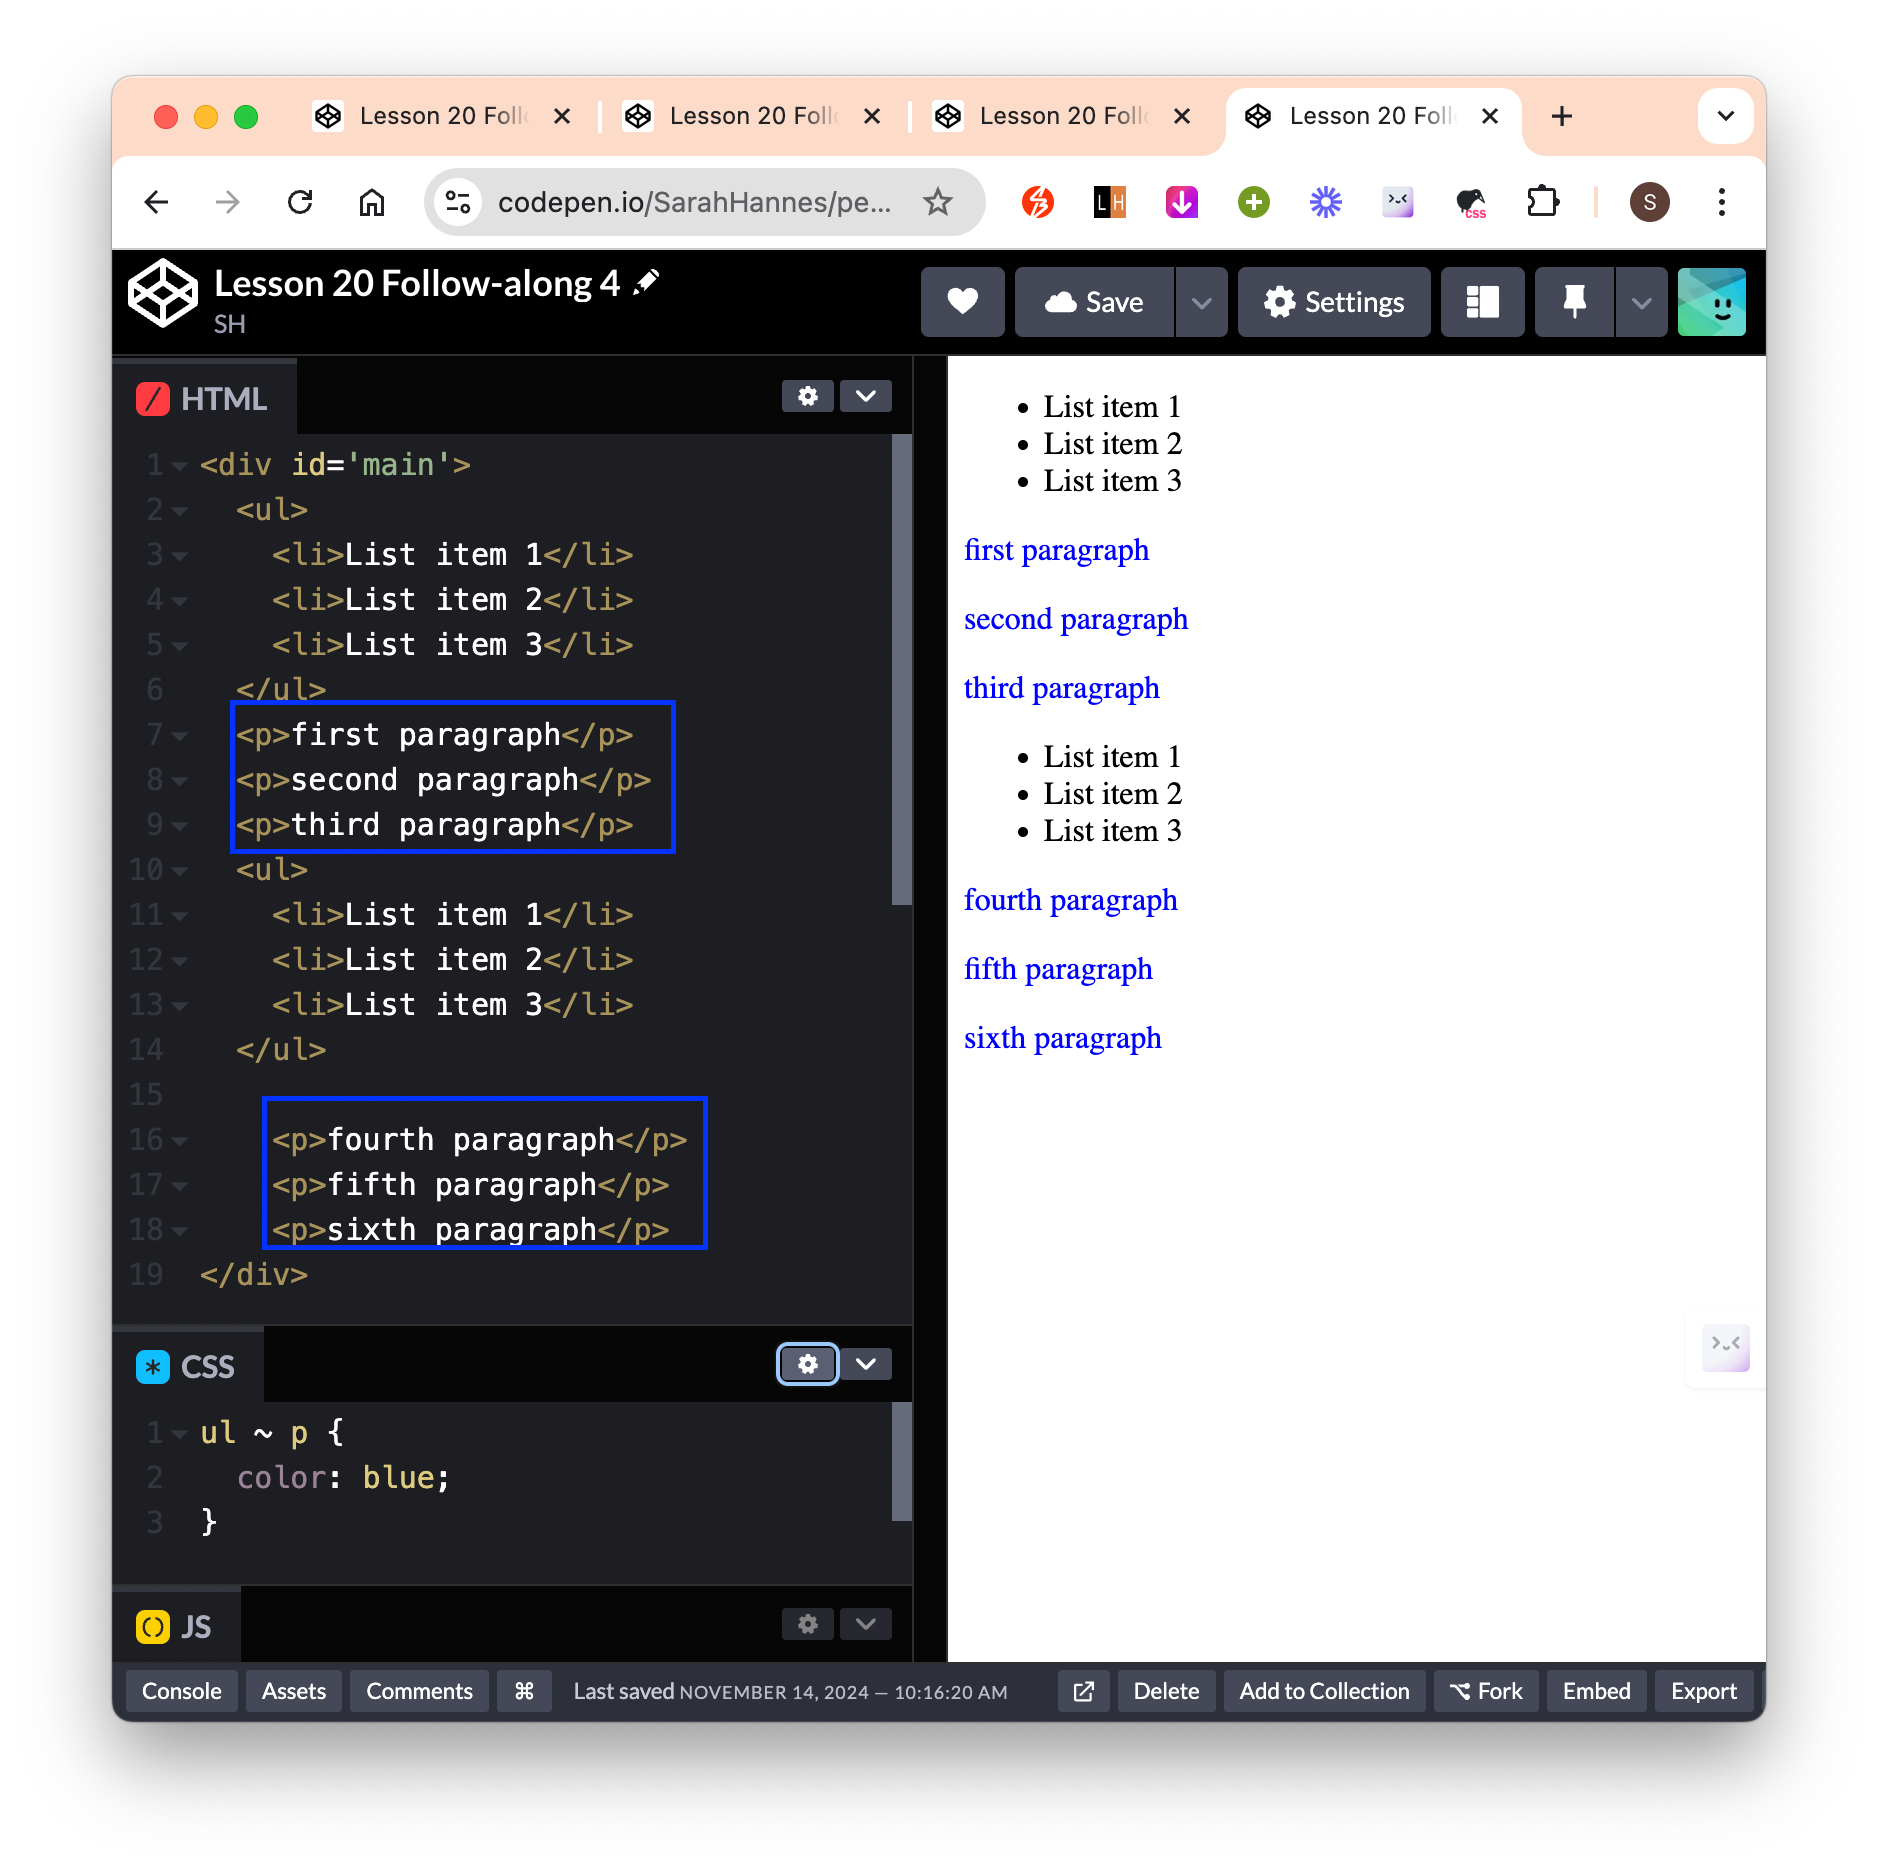 Lesson 20 Foll
Lesson 20 Foll
Lesson 20 Foll
Lesson 20 Foll
codepen.io/SarahHannes/pe...
LH
css
S
Lesson 20 Follow-along 4
SH
Save
Settings
HTML
1 <div id='main'>
2 <ul>
3 <li>List item 1</li>
4 <li>List item 2</li>
5 <li>List item 3</li>
6 </ul>
7 <p>first paragraph</p>
8 <p>second paragraph</p>
9 <p>third paragraph</p>
10 <ul>
11 <li>List item 1</li>
12 <li>List item 2</li>
13 <li>List item 3</li>
14 </ul>
15
16 <p>fourth paragraph</p>
17 <p>fifth paragraph</p>
18 <p>sixth paragraph</p>
19 </div>
CSS
1 ul ~ p {
2 color: blue;
3 }
JS
• List item 1
• List item 2
• List item 3
first paragraph
second paragraph
third paragraph
• List item 1
• List item 2
• List item 3
fourth paragraph
fifth paragraph
sixth paragraph
Console Assets Comments ⌘ Last saved NOVEMBER 14, 2024 — 10:16:20 AM Delete Add to Collection Fork Embed Export